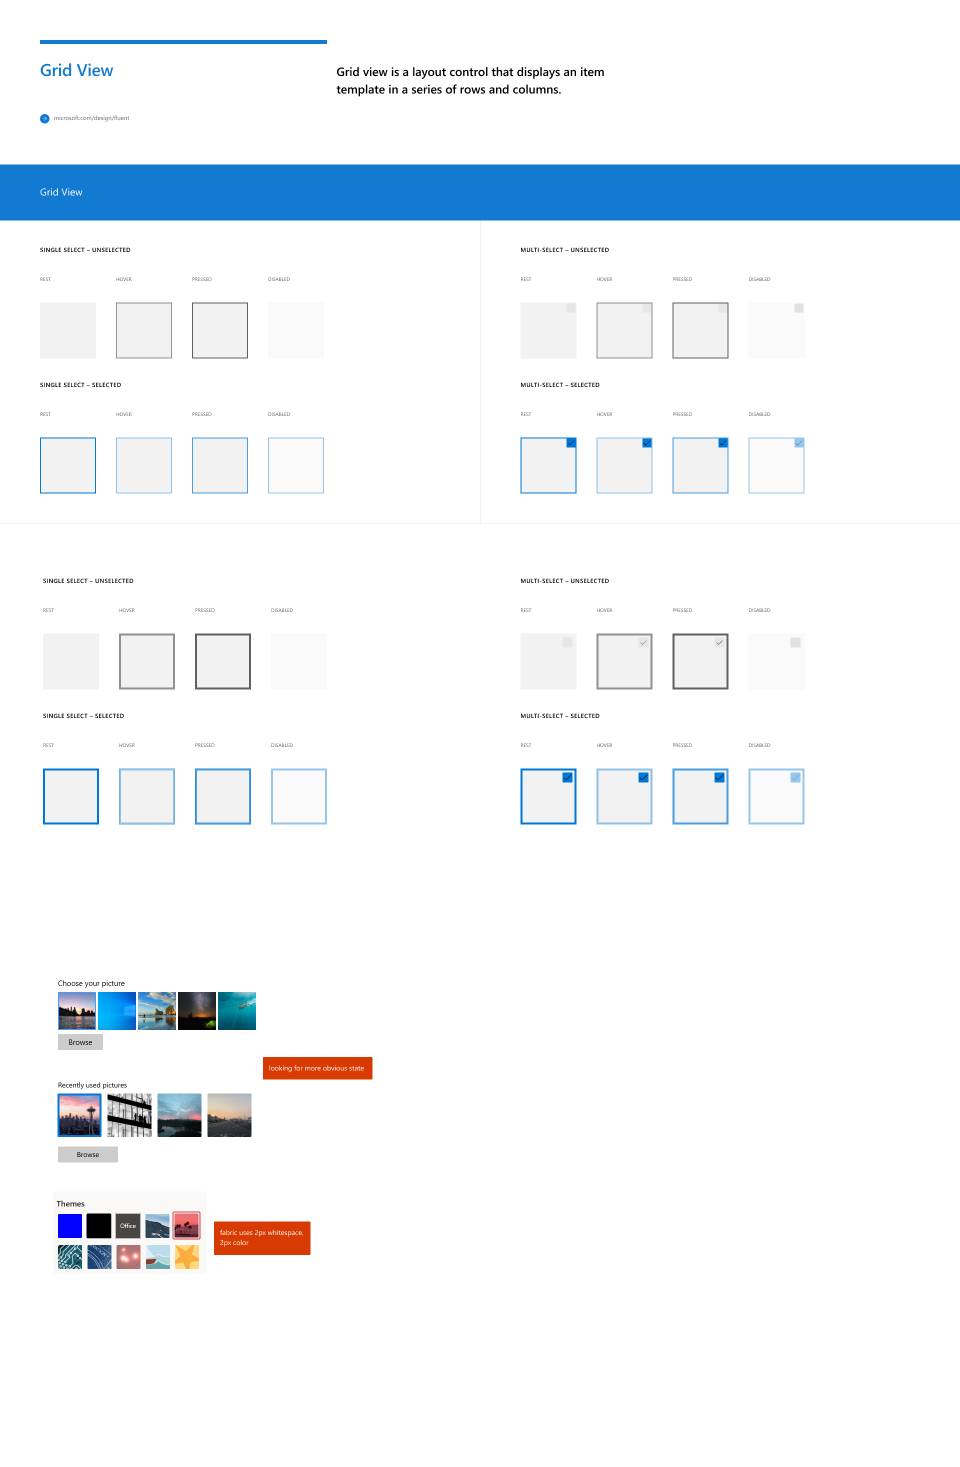 Grid View
Grid view is a layout control that displays an item
template in a series of rows and columns.
microsoft.com/design/fluent
Grid View
SINGLE SELECT – UNSELECTED
REST HOVER PRESSED DISABLED
SINGLE SELECT – SELECTED
REST HOVER PRESSED DISABLED
MULTI-SELECT – UNSELECTED
REST HOVER PRESSED DISABLED
MULTI-SELECT – SELECTED
REST HOVER PRESSED DISABLED
SINGLE SELECT – UNSELECTED
REST HOVER PRESSED DISABLED
SINGLE SELECT – SELECTED
REST HOVER PRESSED DISABLED
MULTI-SELECT – UNSELECTED
REST HOVER PRESSED DISABLED
MULTI-SELECT – SELECTED
REST HOVER PRESSED DISABLED
Choose your picture
Browse
looking for more obvious state
Recently used pictures
Browse
Themes
Office
fabric uses 2px whitespace,
2px color